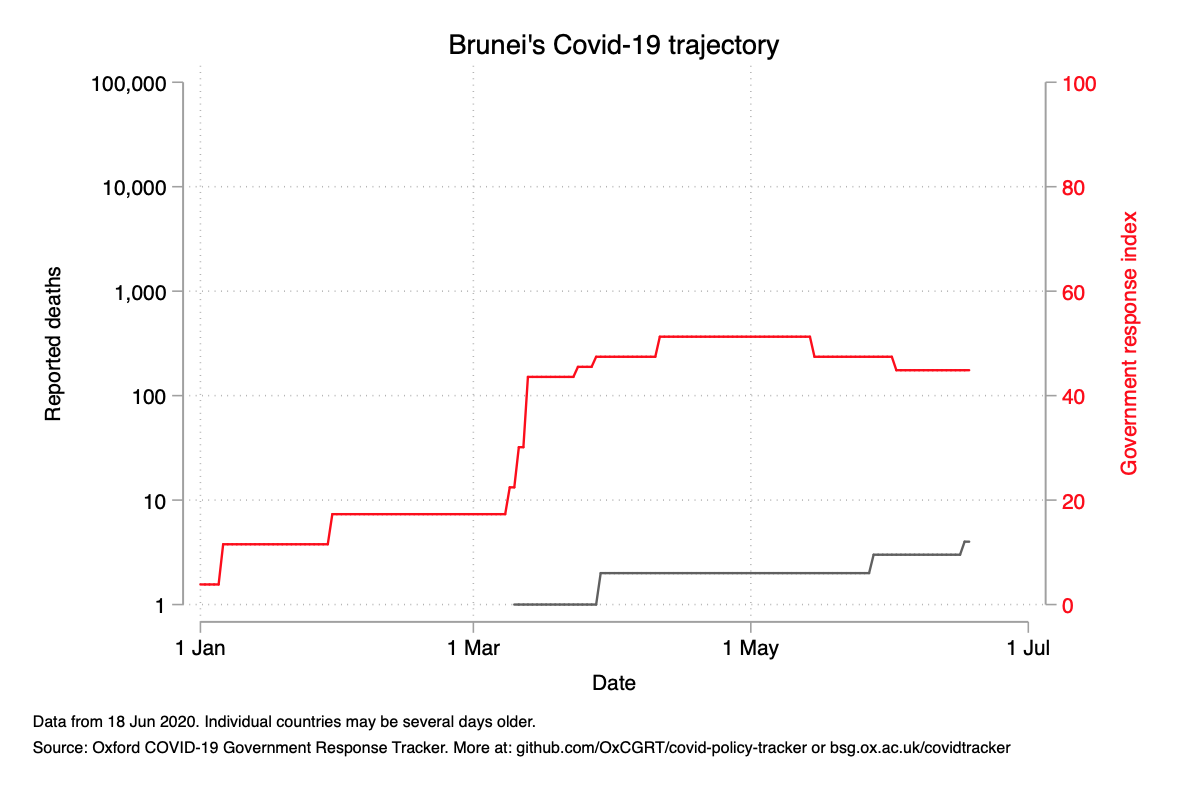 Brunei's Covid-19 trajectory
100,000
10,000
1,000
100
10
1
Reported deaths
100
80
60
40
20
0
Government response index
1 Jan
1 Mar
1 May
1 Jul
Date
Data from 18 Jun 2020. Individual countries may be several days older.
Source: Oxford COVID-19 Government Response Tracker. More at: github.com/OxCGRT/covid-policy-tracker or bsg.ox.ac.uk/covidtracker